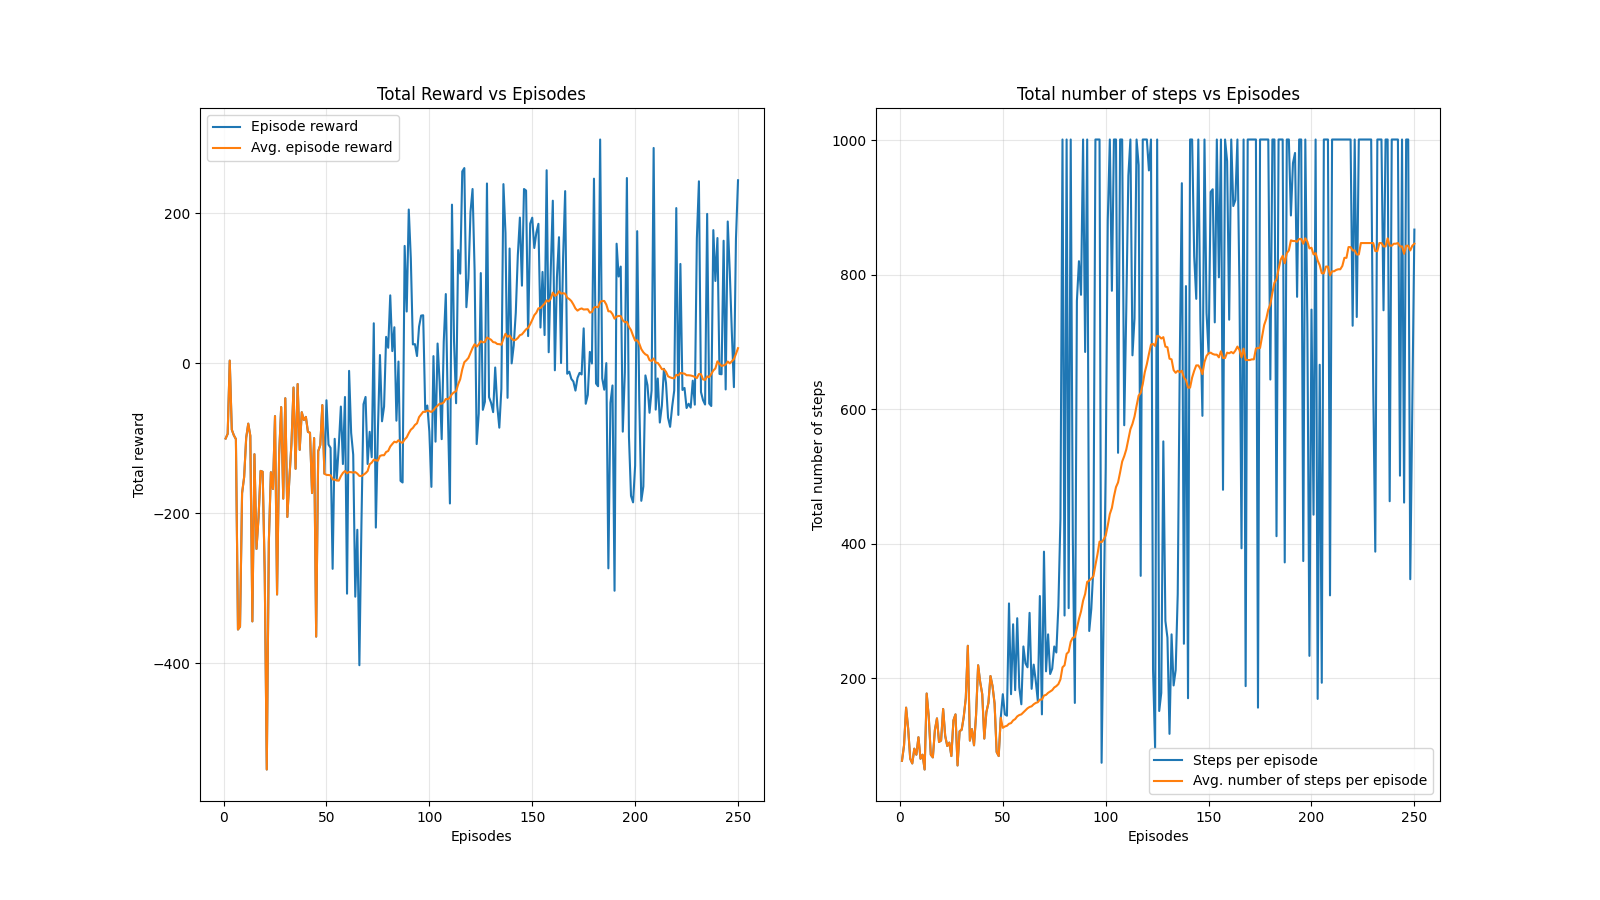 Total Reward vs Episodes
Episode reward
Avg. episode reward
200
0
−200
−400
Total reward
0
50
100
150
200
250
Episodes
Total number of steps vs Episodes
1000
800
600
400
200
Total number of steps
Steps per episode
Avg. number of steps per episode
0
50
100
150
200
250
Episodes